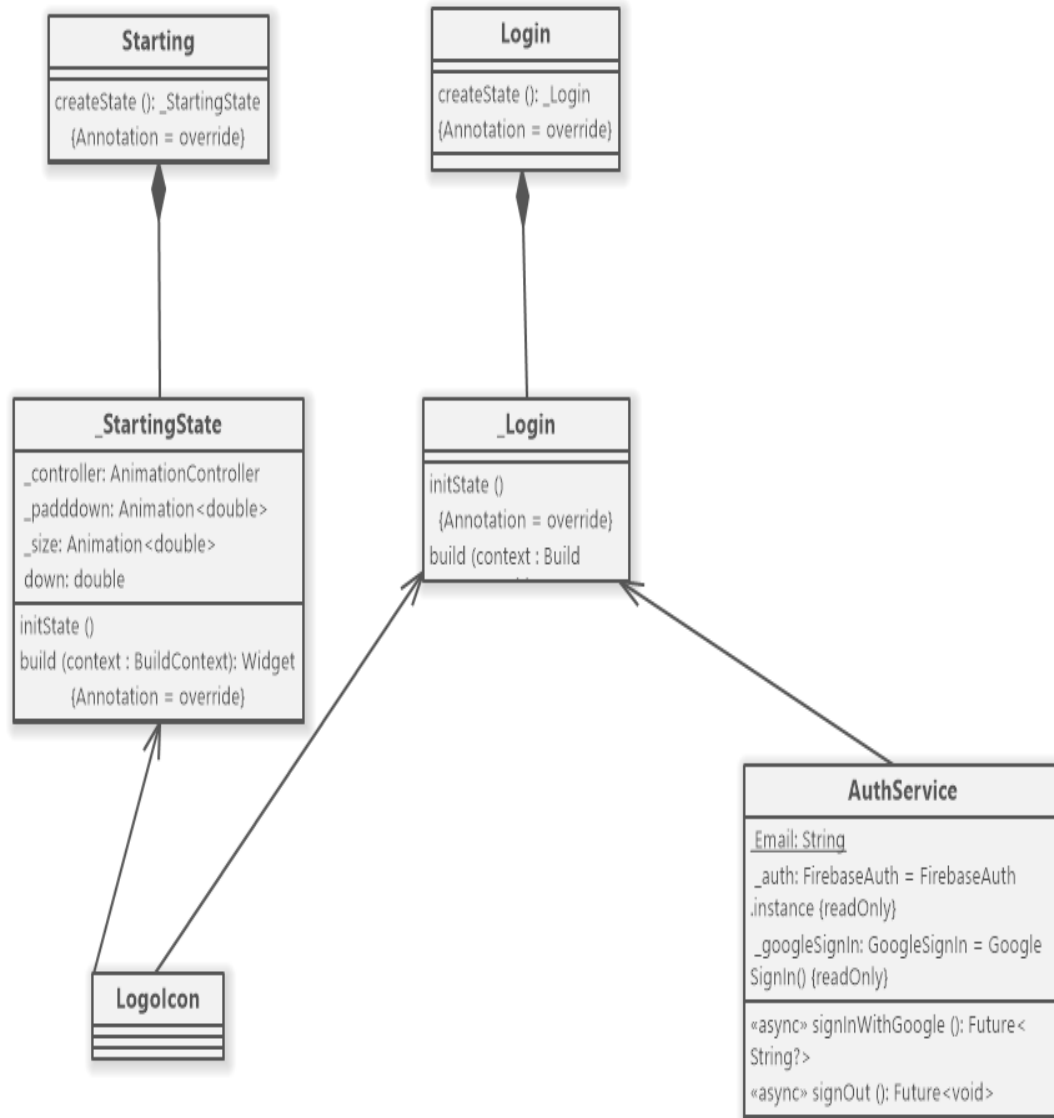 Starting
createState (): _StartingState
{Annotation = override}
Login
createState (): _Login
{Annotation = override}
_StartingState
_controller: AnimationController
_padddown: Animation<double>
_size: Animation<double>
down: double
initState ()
build (context : BuildContext): Widget
{Annotation = override}
_Login
initState ()
{Annotation = override}
build (context : Build
LogoIcon
AuthService
_Email: String
_auth: FirebaseAuth = FirebaseAuth
.instance {readOnly}
_googleSignIn: GoogleSignIn = Google
SignIn() {readOnly}
«async» signInWithGoogle (): Future<
String?>
«async» signOut (): Future<void>